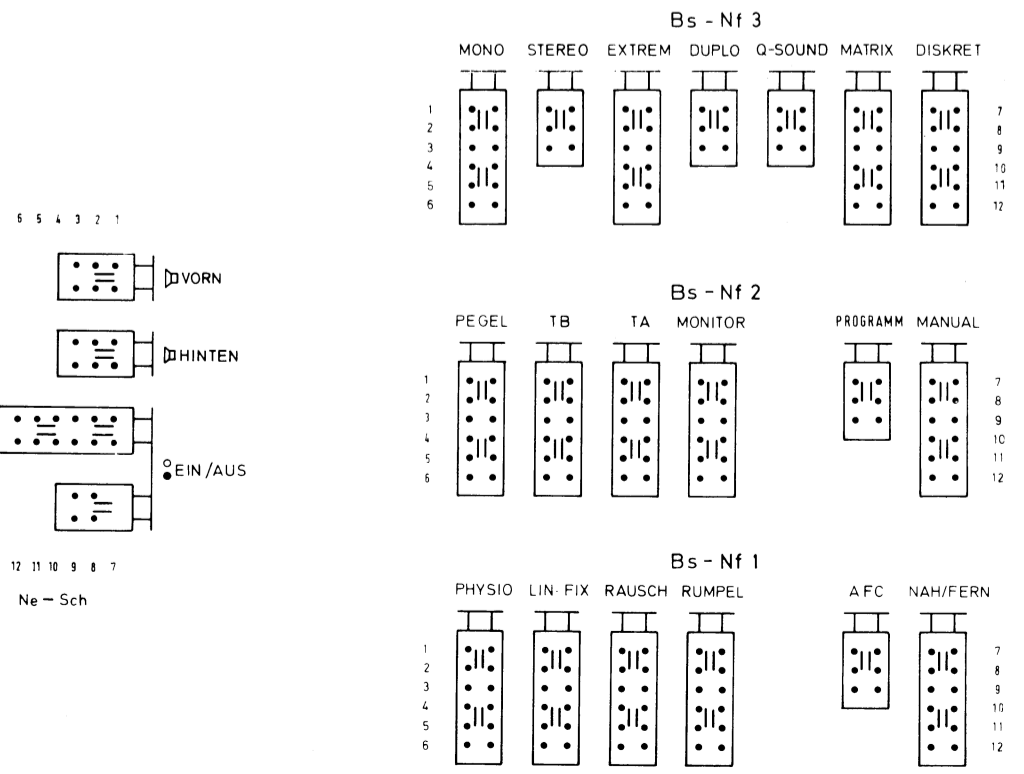 Bs - Nf 3
MONO STEREO EXTREM DUPLO Q-SOUND MATRIX DISKRET
1 7
2 8
3 9
4 10
5 11
6 12
6 5 4 3 2 1
VORN
HINTEN
EIN/AUS
12 11 10 9 8 7
Ne - Sch
Bs - Nf 2
PEGEL TB TA MONITOR PROGRAMM MANUAL
1 7
2 8
3 9
4 10
5 11
6 12
Bs - Nf 1
PHYSIO LIN-FIX RAUSCH RUMPEL AFC NAH/FERN
1 7
2 8
3 9
4 10
5 11
6 12